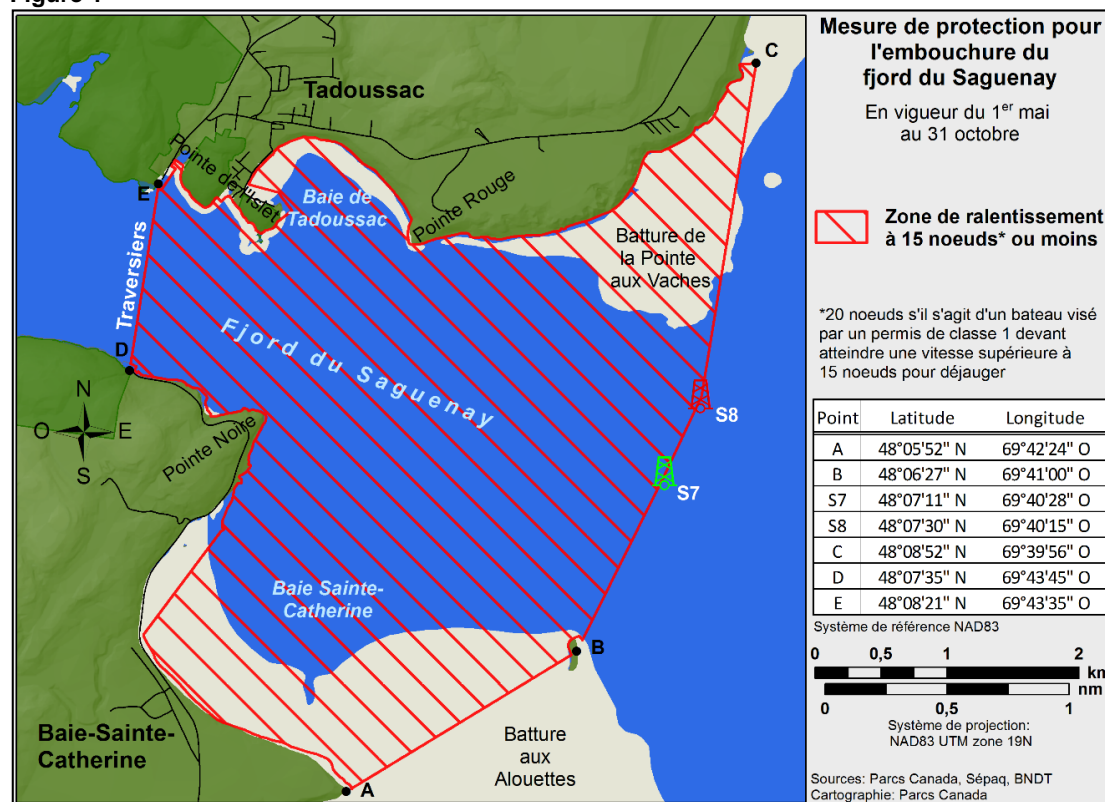 Figure 1
C
Tadoussac
Pointe de l'Islet
E
Baie de
Tadoussac
Pointe Rouge
Batture de
la Pointe
aux Vaches
Traversiers
D
Fjord du Saguenay
N
O E
S
Pointe Noire
S8
S7
Baie Sainte-
Catherine
B
Baie-Sainte-
Catherine
Batture
aux
Alouettes
A
Mesure de protection pour
l'embouchure du
fjord du Saguenay
En vigueur du 1er mai
au 31 octobre
Zone de ralentissement
à 15 noeuds* ou moins
*20 noeuds s'il s'agit d'un bateau visé
par un permis de classe 1 devant
atteindre une vitesse supérieure à
15 noeuds pour déjauger
Point Latitude Longitude
A 48°05'52" N 69°42'24" O
B 48°06'27" N 69°41'00" O
S7 48°07'11" N 69°40'28" O
S8 48°07'30" N 69°40'15" O
C 48°08'52" N 69°39'56" O
D 48°07'35" N 69°43'45" O
E 48°08'21" N 69°43'35" O
Système de référence NAD83
0 0,5 1 2
km
nm
0 0,5 1
Système de projection:
NAD83 UTM zone 19N
Sources: Parcs Canada, Sépaq, BNDT
Cartographie: Parcs Canada